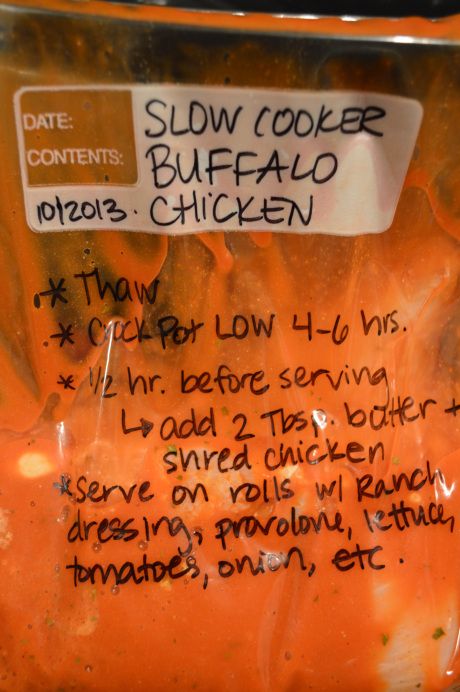 DATE: SLOW COOKER
CONTENTS: BUFFALO
10/2013. CHICKEN
* Thaw
* Crock Pot LOW 4-6 hrs.
* 1/2 hr. before serving
↳ add 2 Tbsp. butter +
shred chicken
* Serve on rolls w/ Ranch
dressing, provolone, lettuce,
tomatoes, onion, etc.